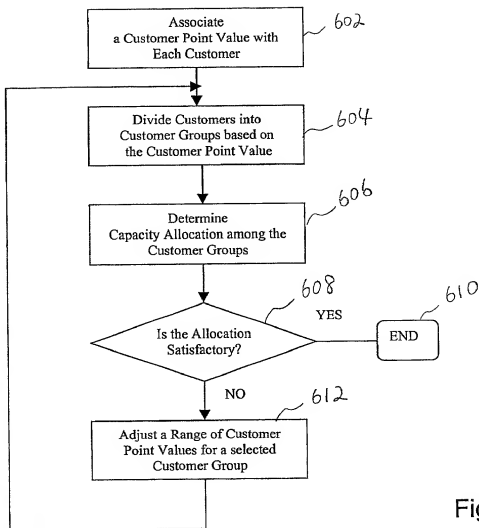 Associate
a Customer Point Value with
Each Customer
602
Divide Customers into
Customer Groups based on
the Customer Point Value
604
Determine
Capacity Allocation among the
Customer Groups
606
Is the Allocation
Satisfactory?
608
YES
END
610
NO
612
Adjust a Range of Customer
Point Values for a selected
Customer Group
Fig